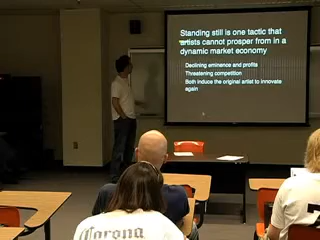 Standing still is one tactic that
artists cannot prosper from in a
dynamic market economy
Declining eminence and profits
Threatening competition
Both induce the original artist to innovate
again
Corona